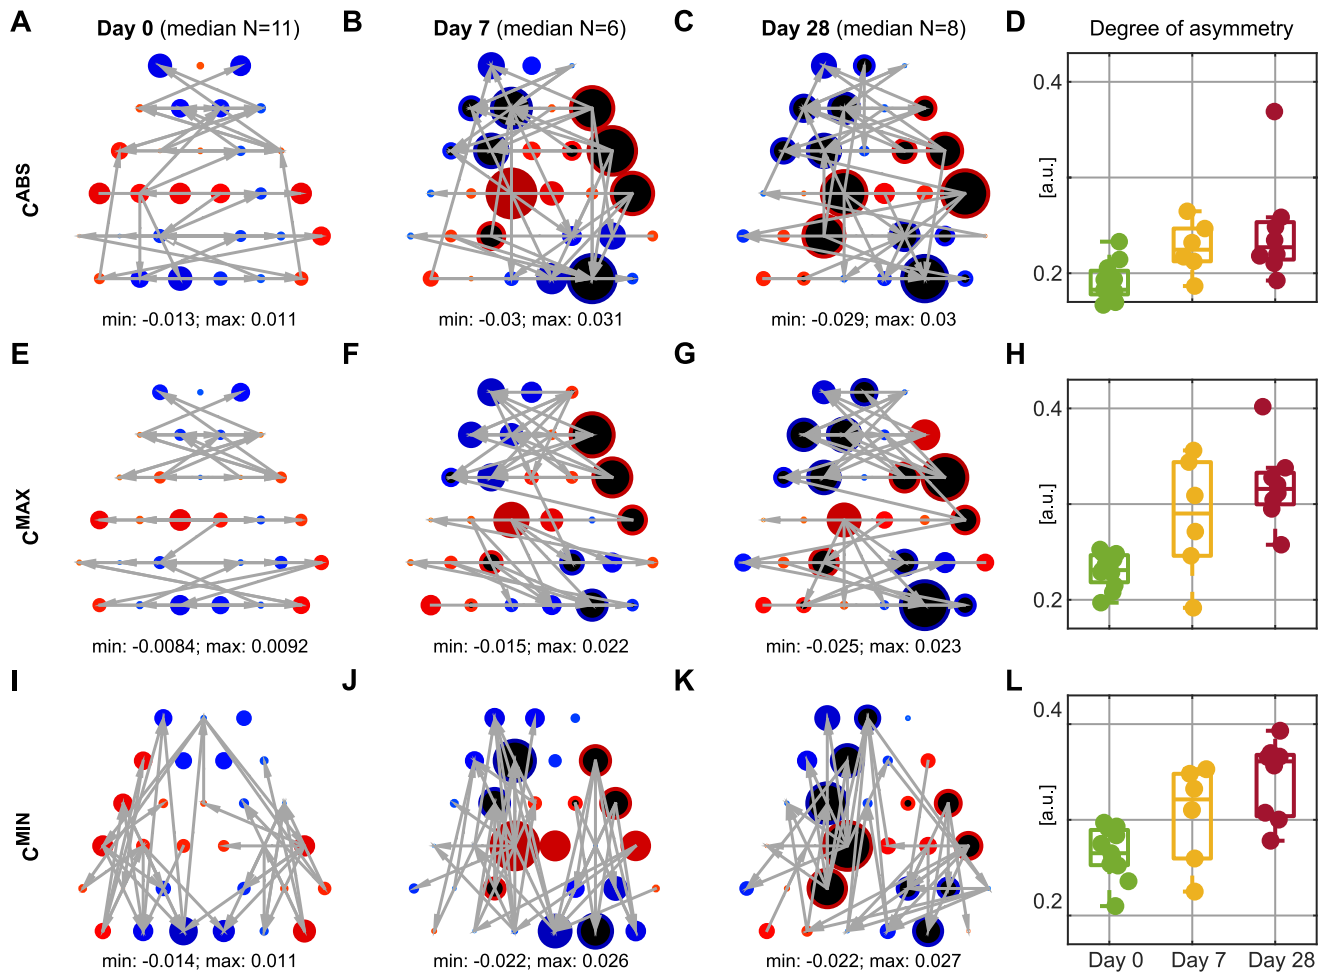 A Day 0 (median N=11) B Day 7 (median N=6) C Day 28 (median N=8) D Degree of asymmetry
C^ABS
0.4
[a.u.]
0.2
min: -0.013; max: 0.011 min: -0.03; max: 0.031 min: -0.029; max: 0.03
E F G H
C^MAX
0.4
[a.u.]
0.2
min: -0.0084; max: 0.0092 min: -0.015; max: 0.022 min: -0.025; max: 0.023
I J K L
C^MIN
0.4
[a.u.]
0.2
min: -0.014; max: 0.011 min: -0.022; max: 0.026 min: -0.022; max: 0.027 Day 0 Day 7 Day 28